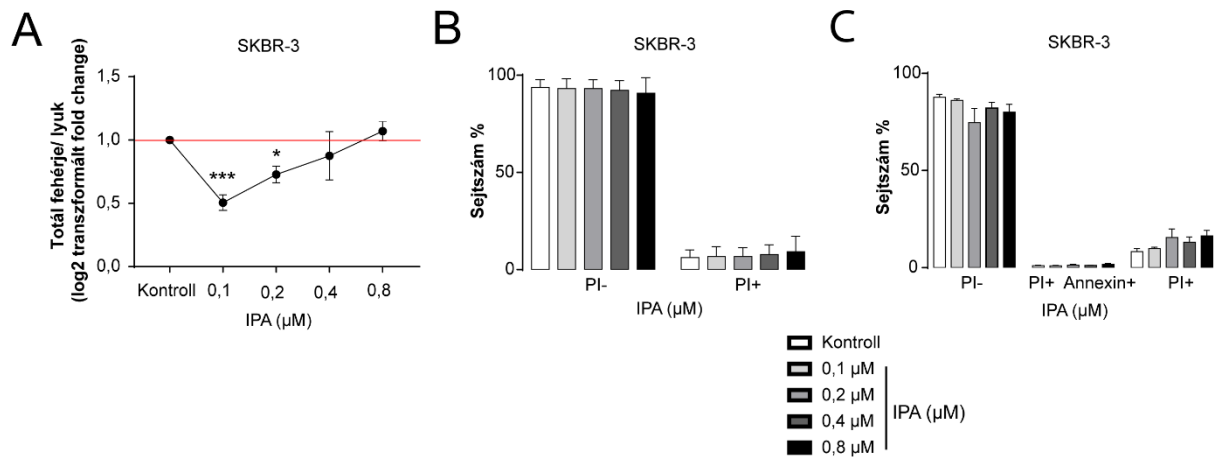 A
SKBR-3
Totál fehérje/ lyuk
(log2 transzformált fold change)
1,5
1,0
0,5
0,0
***
*
Kontroll 0,1 0,2 0,4 0,8
IPA (µM)
B
SKBR-3
Sejtszám %
100
50
0
PI- PI+
IPA (µM)
C
SKBR-3
Sejtszám %
100
50
0
PI- PI+ Annexin+ PI+
IPA (µM)
Kontroll
0,1 µM
0,2 µM
0,4 µM
0,8 µM
IPA (µM)